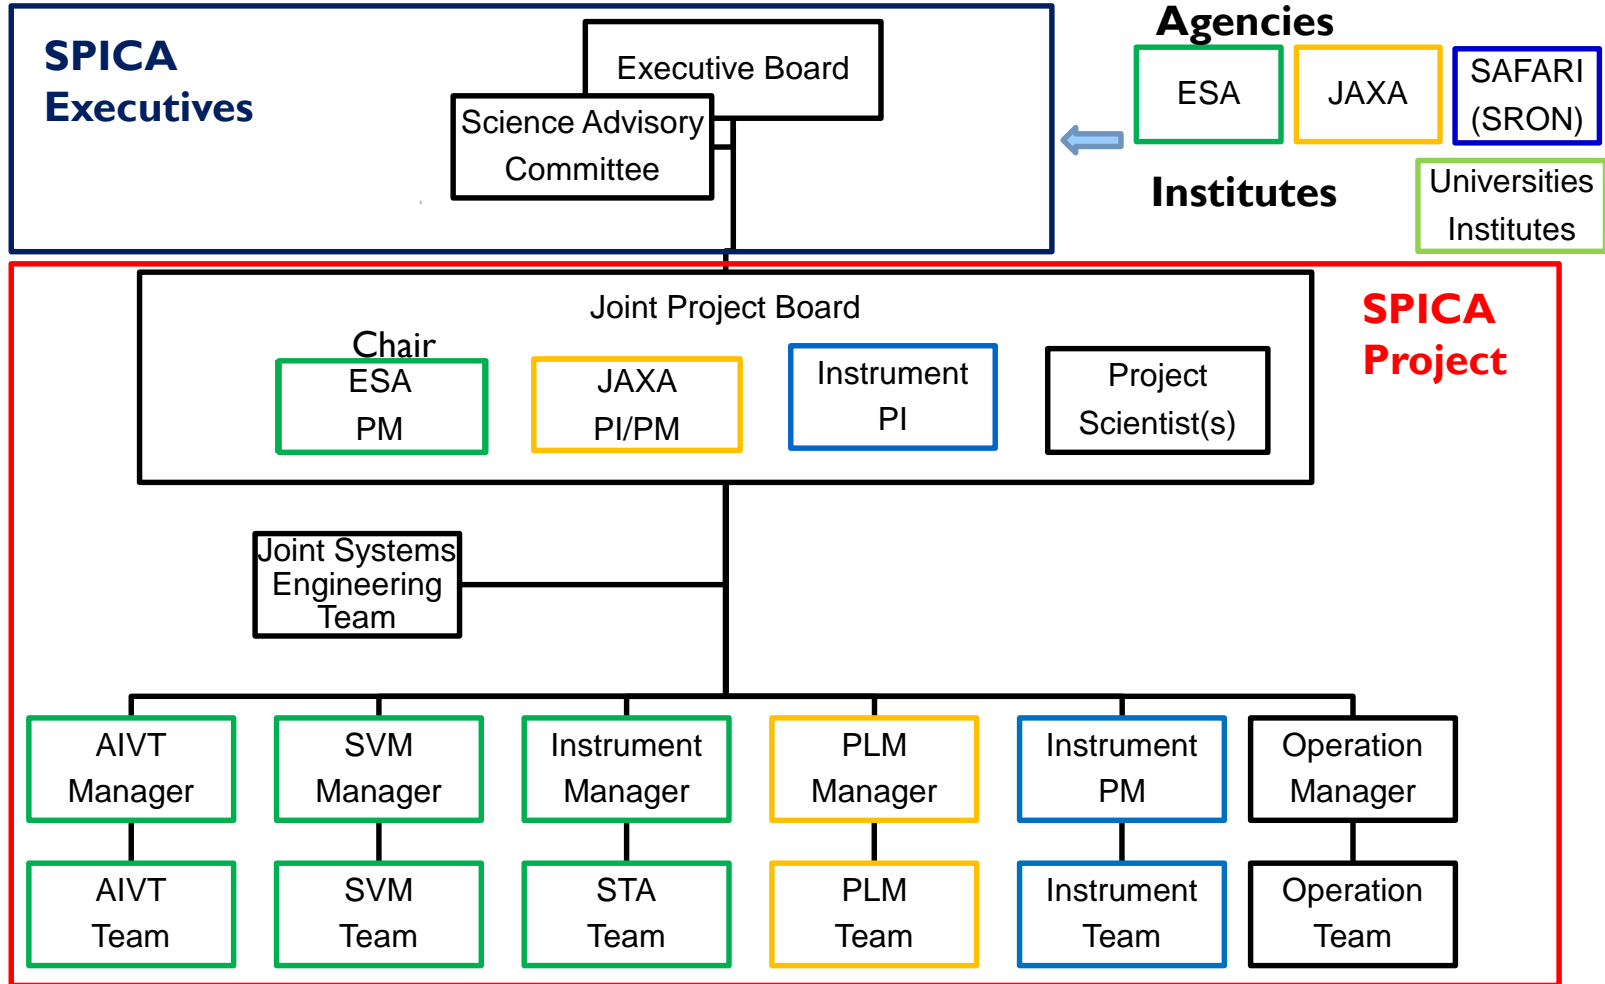 SPICA
Executives
Executive Board
Science Advisory
Committee
Agencies
ESA
JAXA
SAFARI
(SRON)
Institutes
Universities
Institutes
SPICA
Project
Joint Project Board
Chair
ESA
PM
JAXA
PI/PM
Instrument
PI
Project
Scientist(s)
Joint Systems
Engineering
Team
AIVT
Manager
SVM
Manager
Instrument
Manager
PLM
Manager
Instrument
PM
Operation
Manager
AIVT
Team
SVM
Team
STA
Team
PLM
Team
Instrument
Team
Operation
Team